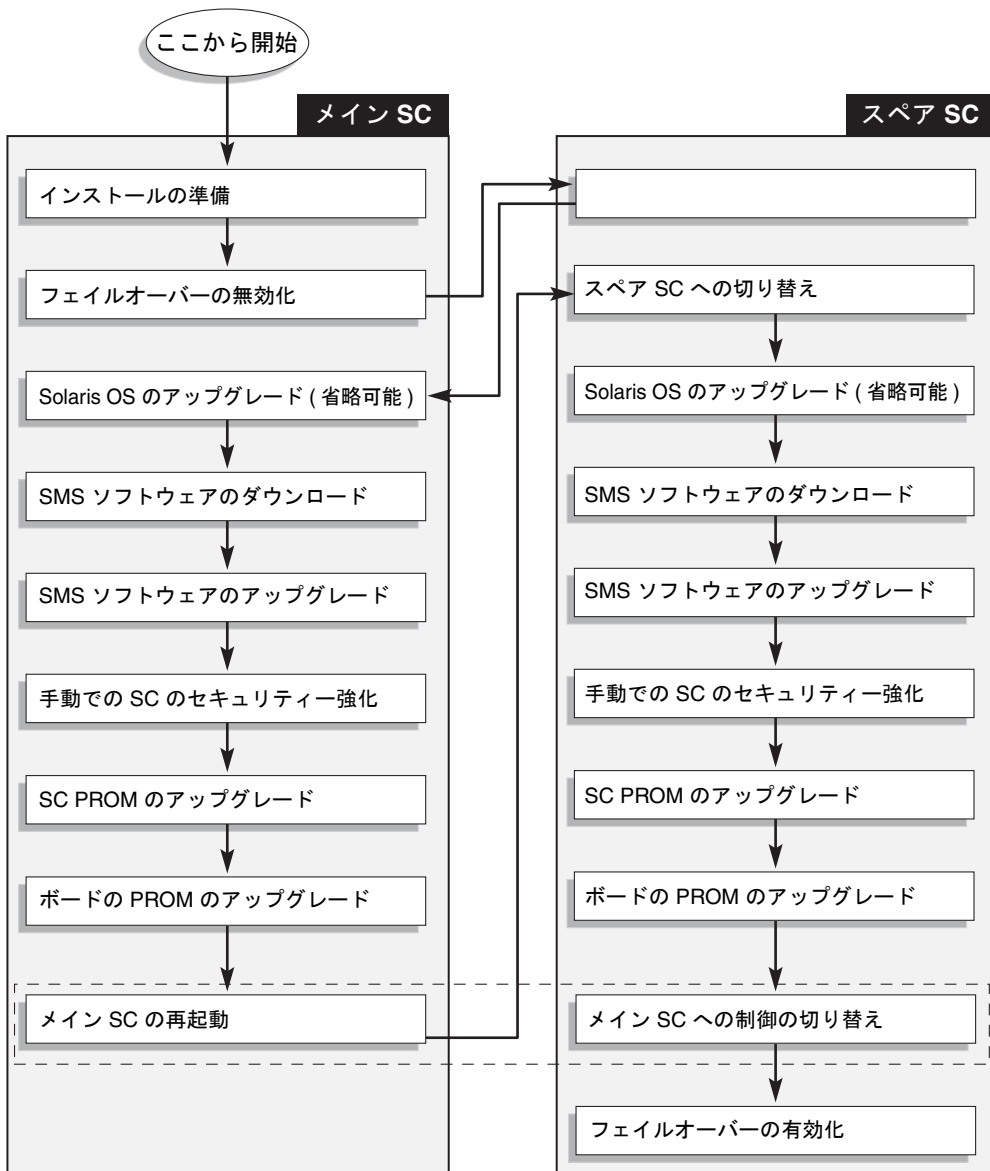 ここから開始
メイン SC
インストールの準備
フェイルオーバーの無効化
Solaris OS のアップグレード ( 省略可能 )
SMS ソフトウェアのダウンロード
SMS ソフトウェアのアップグレード
手動での SC のセキュリティー強化
SC PROM のアップグレード
ボードの PROM のアップグレード
メイン SC の再起動
スペア SC
スペア SC への切り替え
Solaris OS のアップグレード ( 省略可能 )
SMS ソフトウェアのダウンロード
SMS ソフトウェアのアップグレード
手動での SC のセキュリティー強化
SC PROM のアップグレード
ボードの PROM のアップグレード
メイン SC への制御の切り替え
フェイルオーバーの有効化